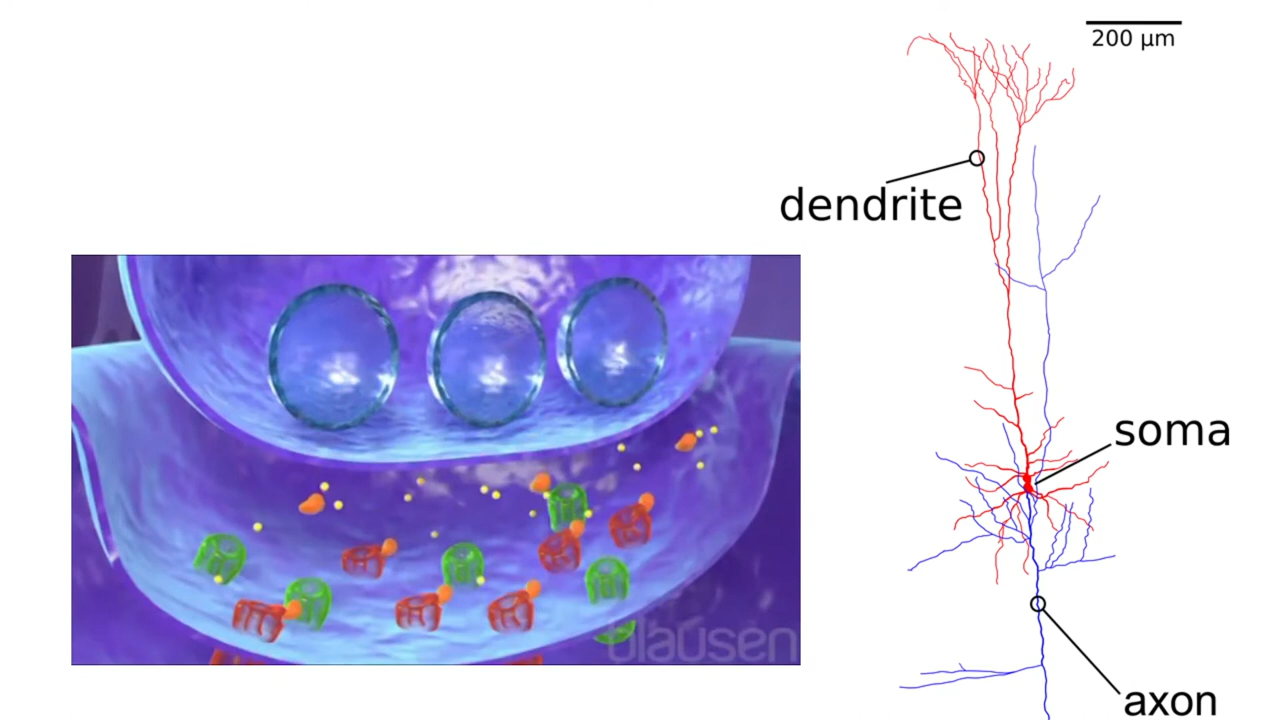 200 µm
dendrite
soma
blausen
axon